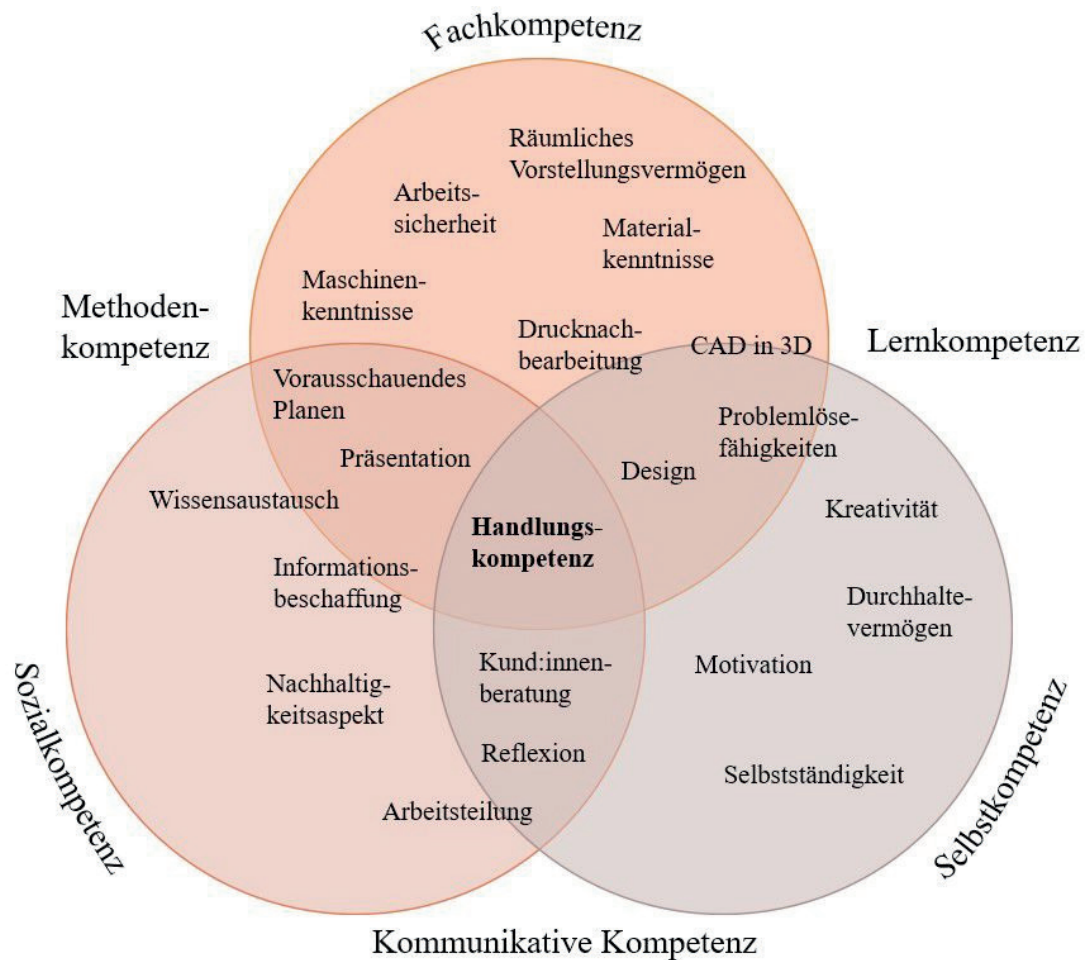 Fachkompetenz
Räumliches
Vorstellungsvermögen
Arbeits-
sicherheit
Material-
kenntnisse
Maschinen-
kenntnisse
Methoden-
kompetenz
Drucknach-
bearbeitung
CAD in 3D
Lernkompetenz
Vorausschauendes
Planen
Problemlöse-
fähigkeiten
Präsentation
Design
Wissensaustausch
Kreativität
Handlungs-
kompetenz
Informations-
beschaffung
Durchhalte-
vermögen
Kund:innen-
beratung
Motivation
Nachhaltig-
keitsaspekt
Reflexion
Selbstständigkeit
Arbeitsteilung
Sozialkompetenz
Selbstkompetenz
Kommunikative Kompetenz